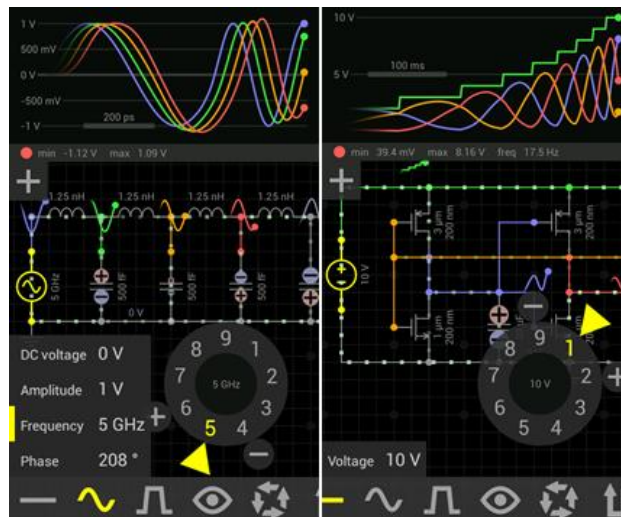 1 V
500 mV
0 V
-500 mV
-1 V
200 ps
min -1.12 V max 1.09 V
1.25 nH 1.25 nH 1.25 nH 1.25 nH
5 GHz
500 fF
500 fF
500 fF
500 fF
0 V
DC voltage 0 V
Amplitude 1 V
Frequency 5 GHz
Phase 208 °
9
8 1
7 2
6 3
5 4
5 GHz
10 V
5 V
100 ms
min 39.4 mV max 8.16 V freq 17.5 Hz
3 µm
200 nm
3 µm
200 nm
10 V
1 µm
200 nm
9
8 1
7 2
6 3
5 4
10 V
Voltage 10 V